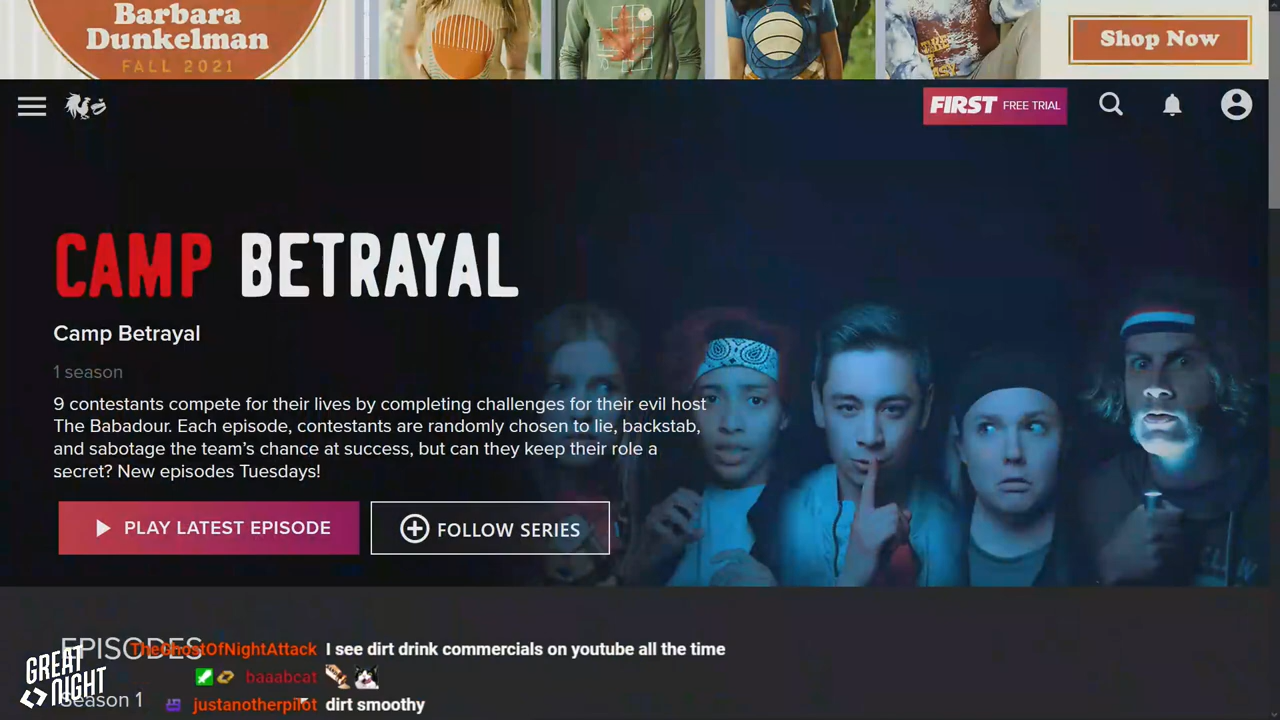 Barbara
Dunkelman
FALL 2021
Shop Now
FIRST FREE TRIAL
CAMP BETRAYAL
Camp Betrayal
1 season
9 contestants compete for their lives by completing challenges for their evil host
The Babadour. Each episode, contestants are randomly chosen to lie, backstab,
and sabotage the team's chance at success, but can they keep their role a
secret? New episodes Tuesdays!
PLAY LATEST EPISODE
FOLLOW SERIES
EPISODES
TheGhostOfNightAttack I see dirt drink commercials on youtube all the time
baaabcat
Season 1
justanotherpilot dirt smoothy
GREAT
NIGHT